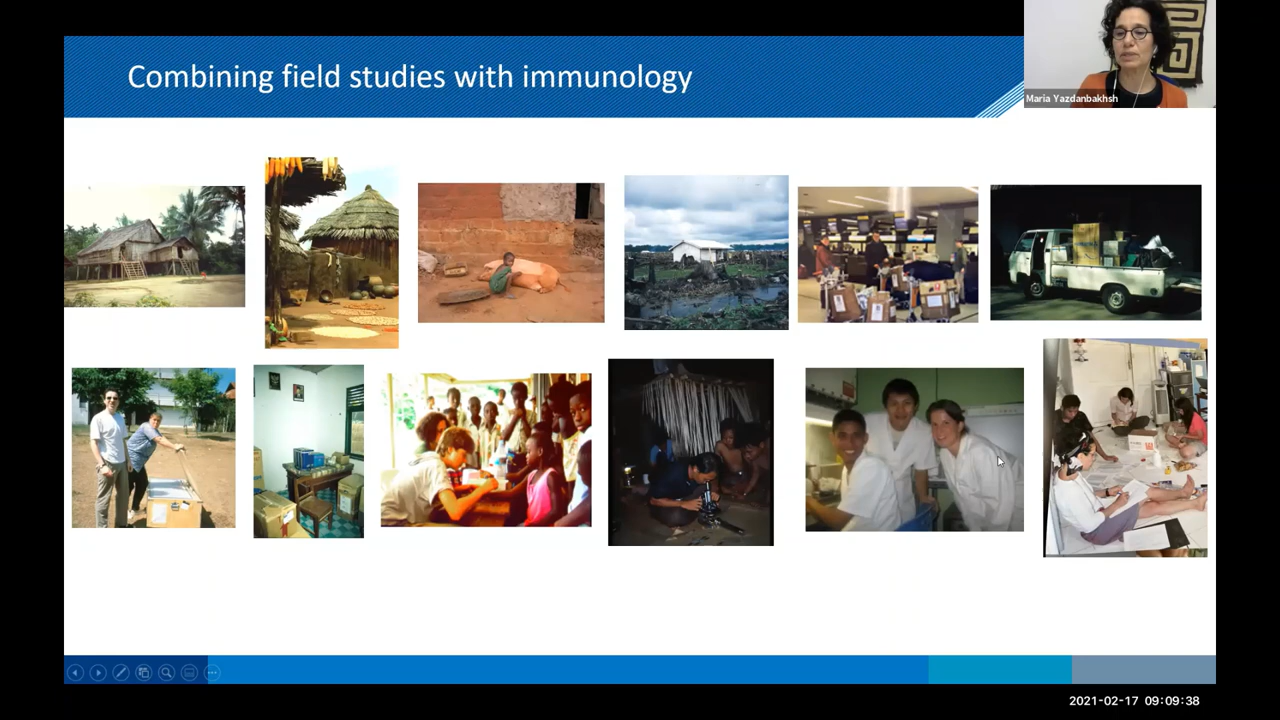 Combining field studies with immunology
Maria Yazdanbakhsh
2021-02-17 09:09:38